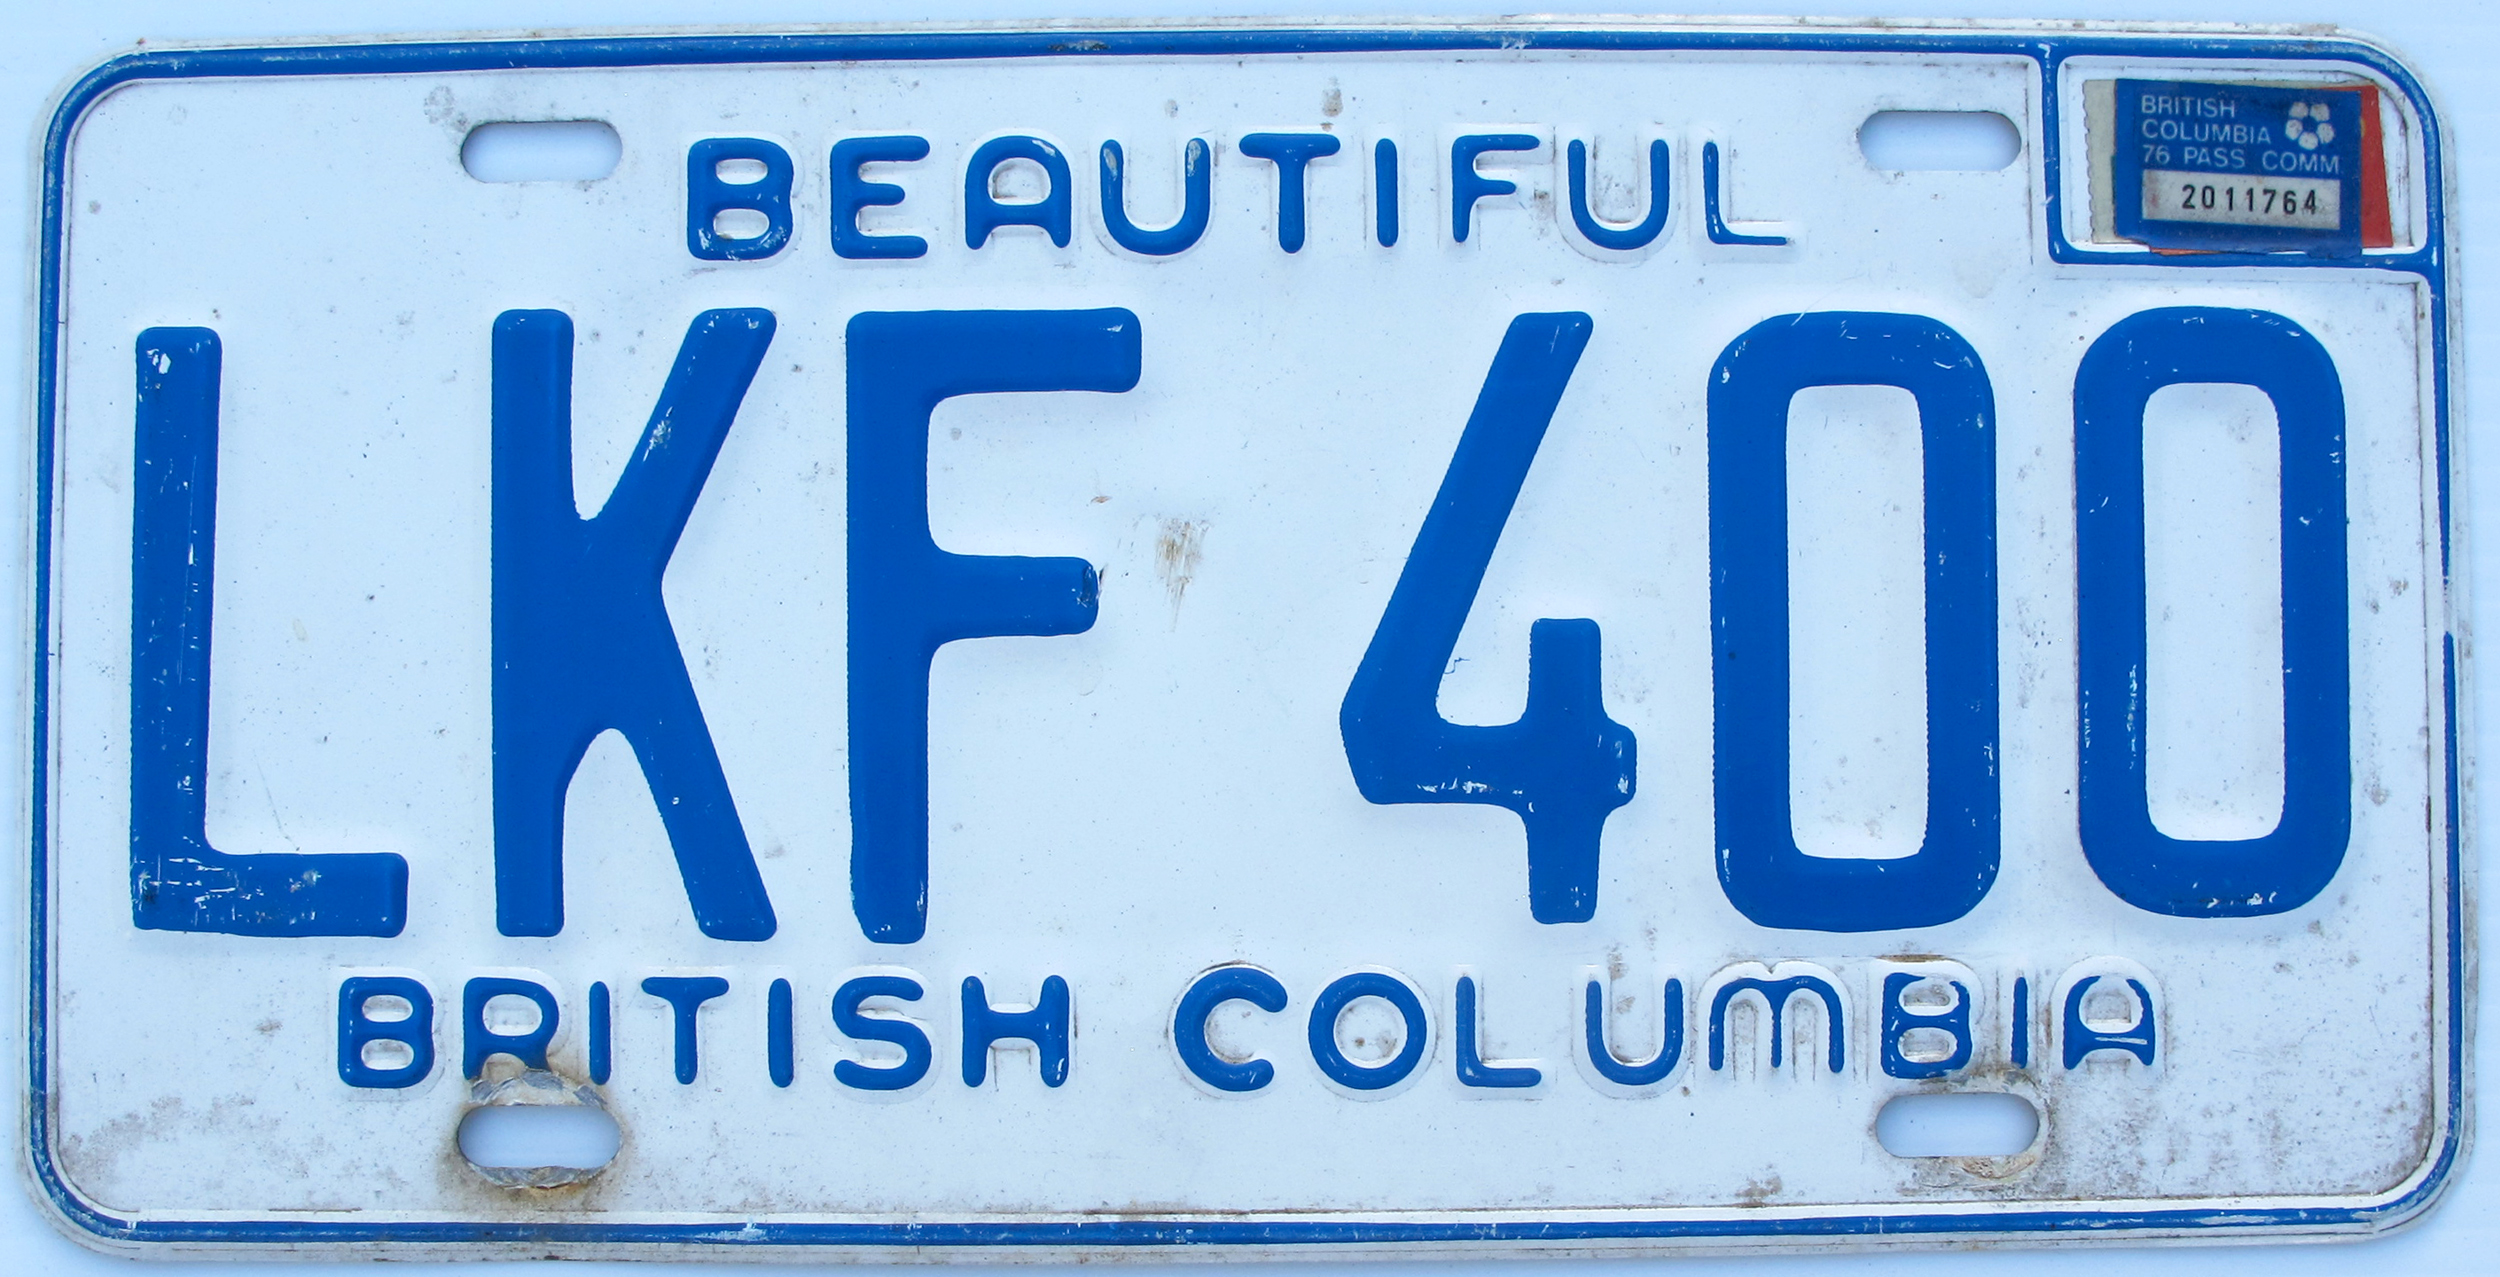 BEAUTIFUL
BRITISH
COLUMBIA
76 PASS COMM
2011764
LKF 400
BRITISH COLUMBIA